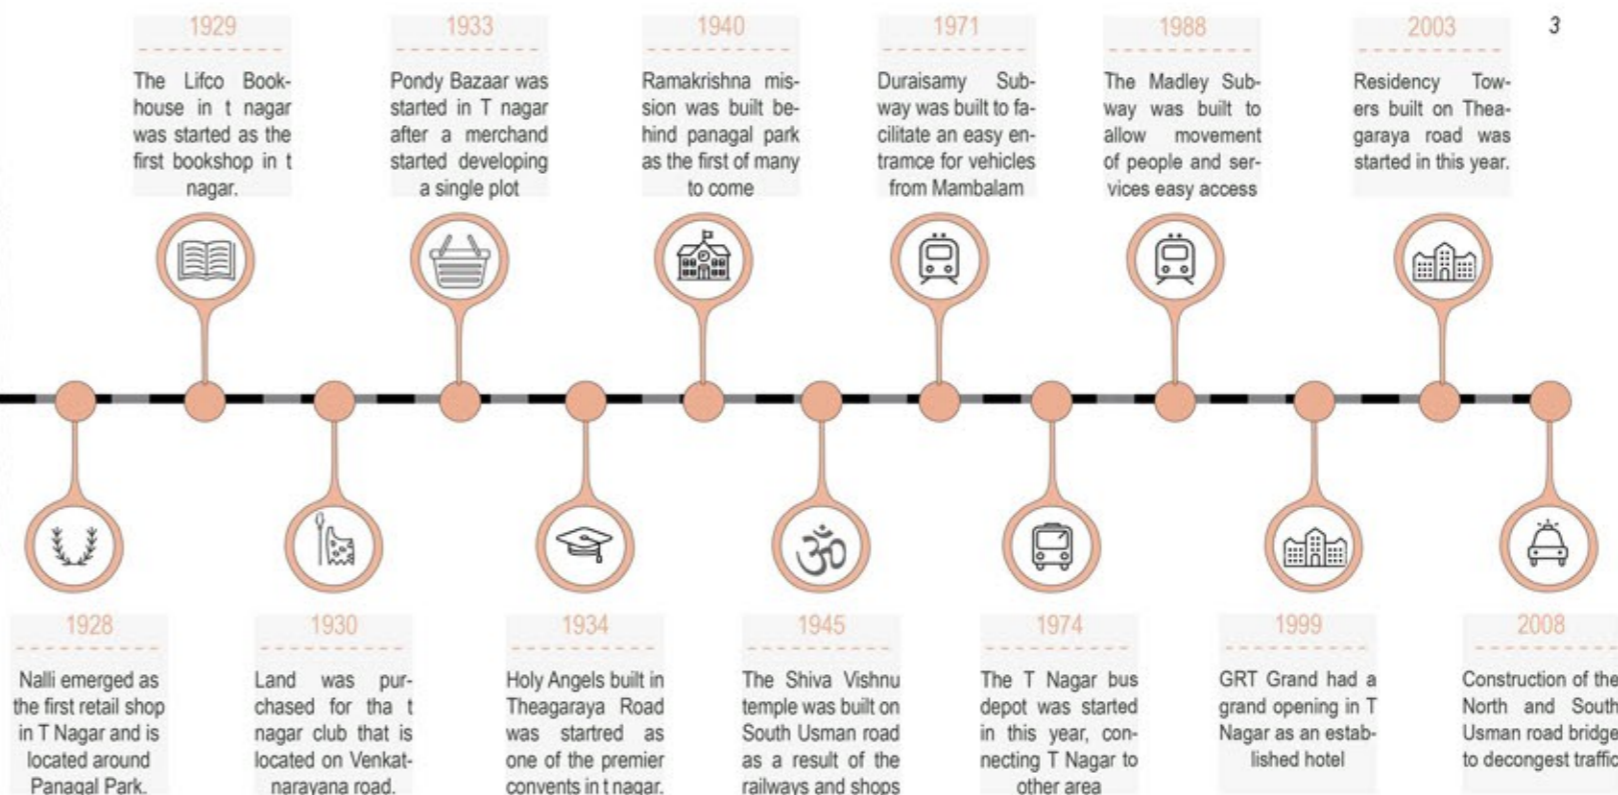 1929
The Lifco Book-
house in t nagar
was started as the
first bookshop in t
nagar.
1933
Pondy Bazaar was
started in T nagar
after a merchand
started developing
a single plot
1940
Ramakrishna mis-
sion was built be-
hind panagal park
as the first of many
to come
1971
Duraisamy Sub-
way was built to fa-
cilitate an easy en-
tramce for vehicles
from Mambalam
1988
The Madley Sub-
way was built to
allow movement
of people and ser-
vices easy access
2003
Residency Tow-
ers built on Thea-
garaya road was
started in this year.
3
1928
Nalli emerged as
the first retail shop
in T Nagar and is
located around
Panagal Park.
1930
Land was pur-
chased for tha t
nagar club that is
located on Venkat-
narayana road.
1934
Holy Angels built in
Theagaraya Road
was startred as
one of the premier
convents in t nagar.
1945
The Shiva Vishnu
temple was built on
South Usman road
as a result of the
railways and shops
1974
The T Nagar bus
depot was started
in this year, con-
necting T Nagar to
other area
1999
GRT Grand had a
grand opening in T
Nagar as an estab-
lished hotel
2008
Construction of the
North and South
Usman road bridge
to decongest traffic